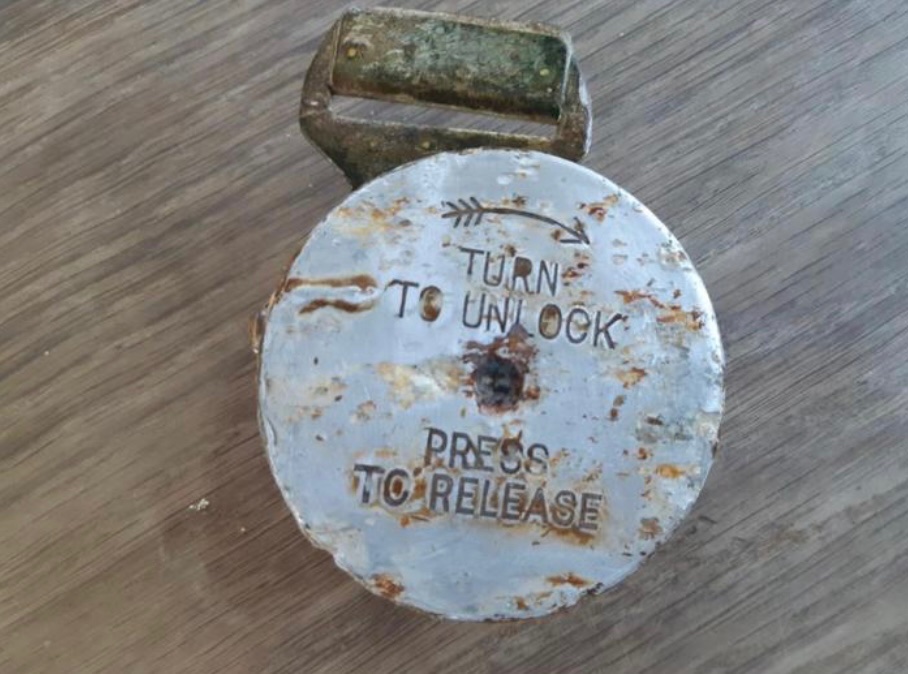 TURN
TO UNLOCK
PRESS
TO RELEASE